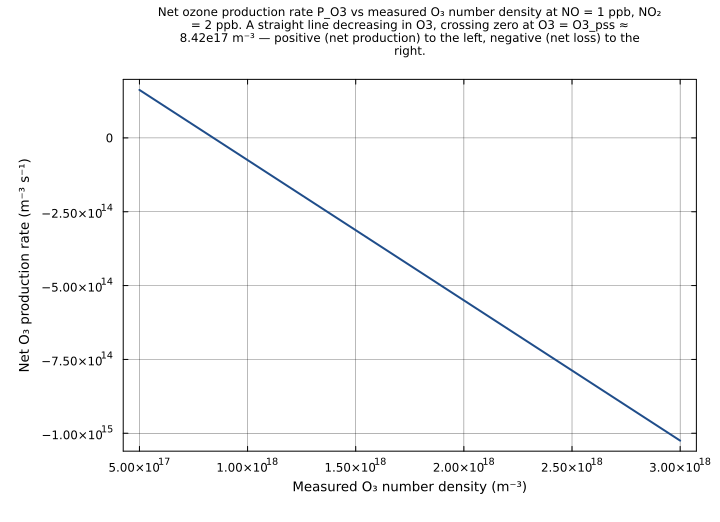 Net ozone production rate P_O3 vs measured O₃ number density at NO = 1 ppb, NO₂
= 2 ppb. A straight line decreasing in O3, crossing zero at O3 = O3_pss ≈
8.42e17 m⁻³ — positive (net production) to the left, negative (net loss) to the
right.
0
−2.50×10¹⁴
−5.00×10¹⁴
−7.50×10¹⁴
−1.00×10¹⁵
Net O₃ production rate (m⁻³ s⁻¹)
5.00×10¹⁷ 1.00×10¹⁸ 1.50×10¹⁸ 2.00×10¹⁸ 2.50×10¹⁸ 3.00×10¹⁸
Measured O₃ number density (m⁻³)